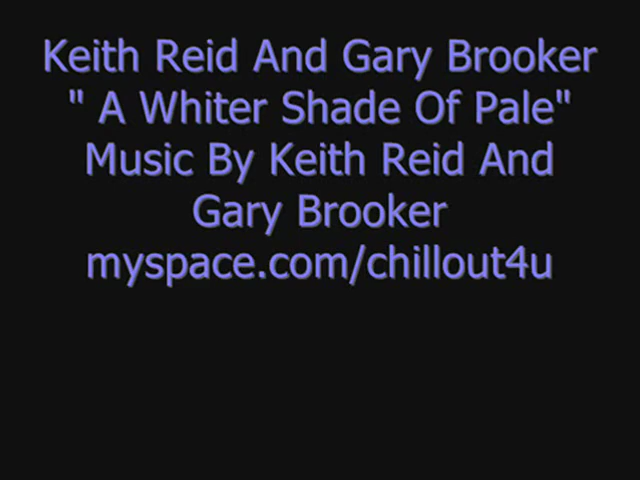 Keith Reid And Gary Brooker
" A Whiter Shade Of Pale"
Music By Keith Reid And
Gary Brooker
myspace.com/chillout4u